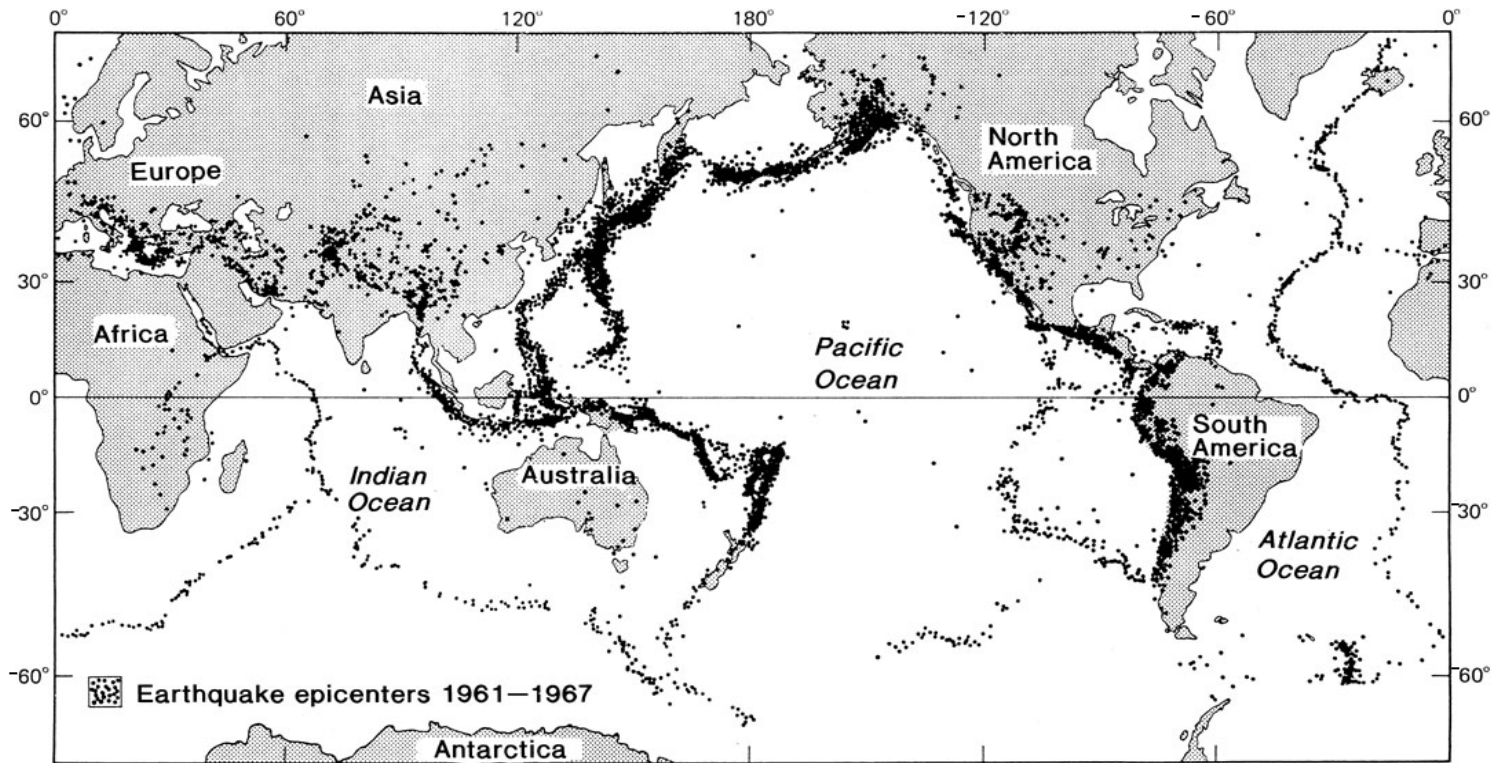 0° 60° 120° 180° −120° −60° 0°
Asia
60° 60°
North
America
Europe
30° 30°
Africa
Pacific
Ocean
0° 0°
South
America
Indian
Ocean
Australia
−30° −30°
Atlantic
Ocean
−60° −60°
Earthquake epicenters 1961—1967
Antarctica